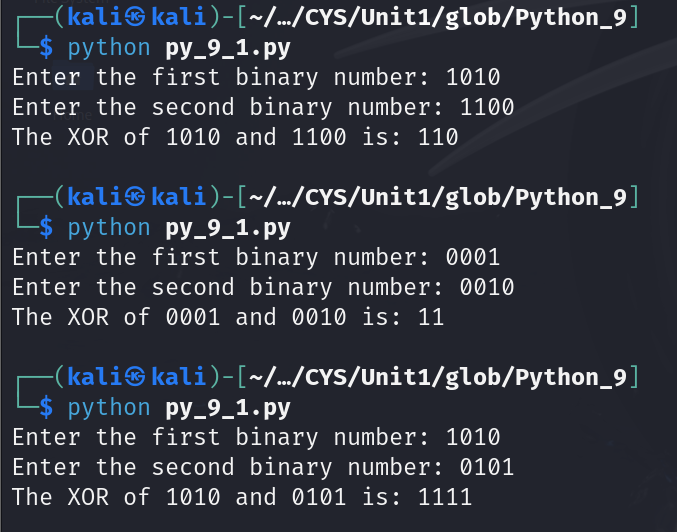 ┌──(kali㉿kali)-[~/…/CYS/Unit1/glob/Python_9]
└─$ python py_9_1.py
Enter the first binary number: 1010
Enter the second binary number: 1100
The XOR of 1010 and 1100 is: 110
┌──(kali㉿kali)-[~/…/CYS/Unit1/glob/Python_9]
└─$ python py_9_1.py
Enter the first binary number: 0001
Enter the second binary number: 0010
The XOR of 0001 and 0010 is: 11
┌──(kali㉿kali)-[~/…/CYS/Unit1/glob/Python_9]
└─$ python py_9_1.py
Enter the first binary number: 1010
Enter the second binary number: 0101
The XOR of 1010 and 0101 is: 1111